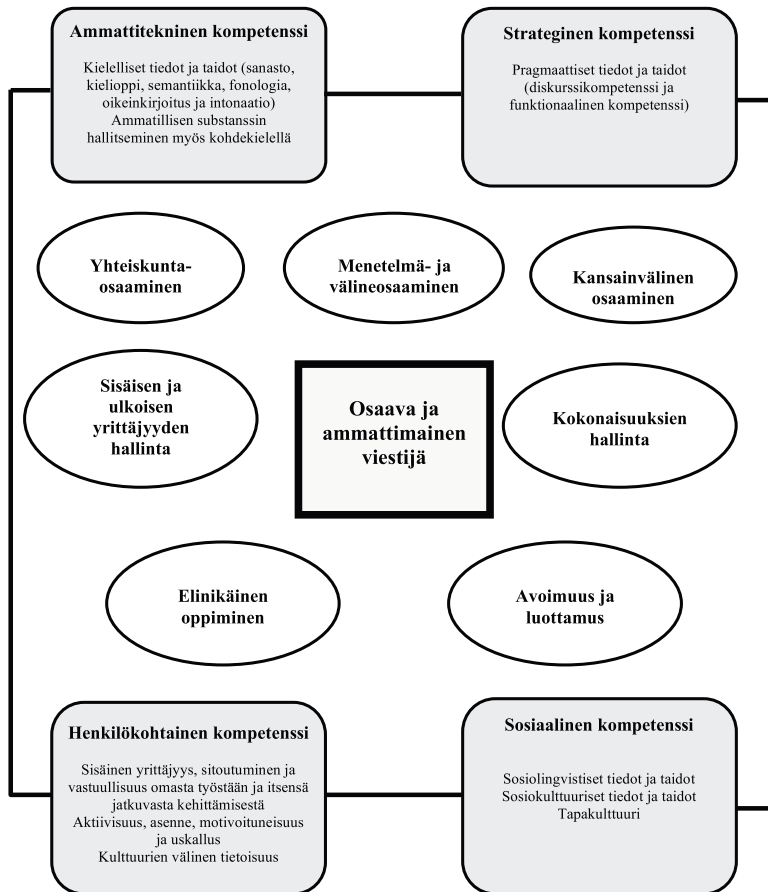 Ammattitekninen kompetenssi
Kielelliset tiedot ja taidot (sanasto,
kielioppi, semantiikka, fonologia,
oikeinkirjoitus ja intonaatio)
Ammatillisen substanssin
hallitseminen myös kohdekielellä
Strateginen kompetenssi
Pragmaattiset tiedot ja taidot
(diskurssikompetenssi ja
funktionaalinen kompetenssi)
Yhteiskunta-
osaaminen
Menetelmä- ja
välineosaaminen
Kansainvälinen
osaaminen
Sisäisen ja
ulkoisen
yrittäjyyden
hallinta
Osaava ja
ammattimainen
viestijä
Kokonaisuuksien
hallinta
Elinikäinen
oppiminen
Avoimuus ja
luottamus
Henkilökohtainen kompetenssi
Sisäinen yrittäjyys, sitoutuminen ja
vastuullisuus omasta työstään ja itsensä
jatkuvasta kehittämisestä
Aktiivisuus, asenne, motivoituneisuus
ja uskallus
Kulttuurien välinen tietoisuus
Sosiaalinen kompetenssi
Sosiolingvistiset tiedot ja taidot
Sosiokulttuuriset tiedot ja taidot
Tapakulttuuri